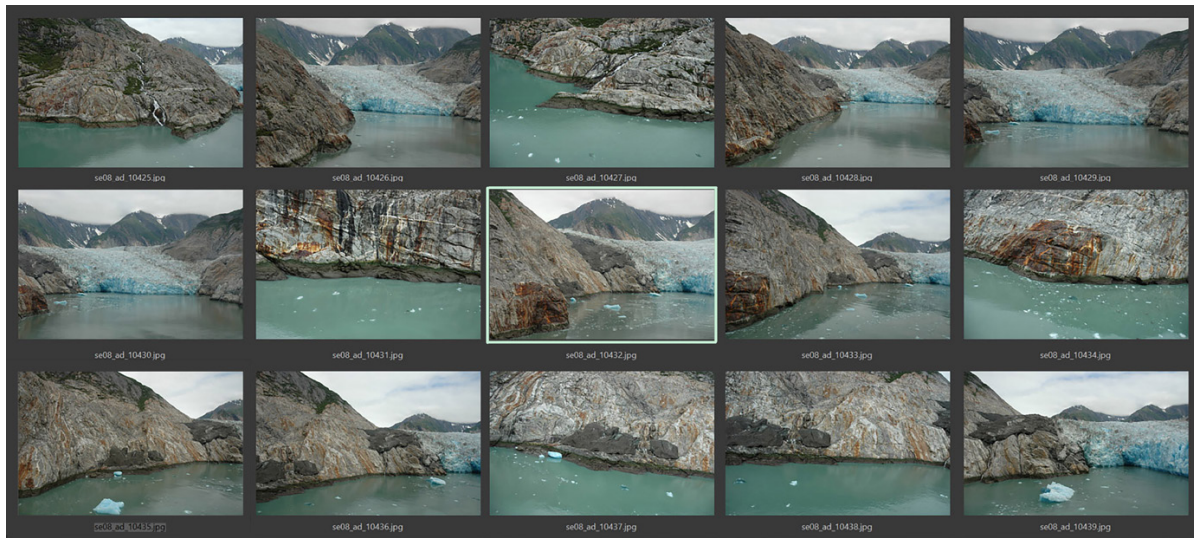 se08_ad_10425.jpg
se08_ad_10426.jpg
se08_ad_10427.jpg
se08_ad_10428.jpg
se08_ad_10429.jpg
se08_ad_10430.jpg
se08_ad_10431.jpg
se08_ad_10432.jpg
se08_ad_10433.jpg
se08_ad_10434.jpg
se08_ad_10435.jpg
se08_ad_10436.jpg
se08_ad_10437.jpg
se08_ad_10438.jpg
se08_ad_10439.jpg